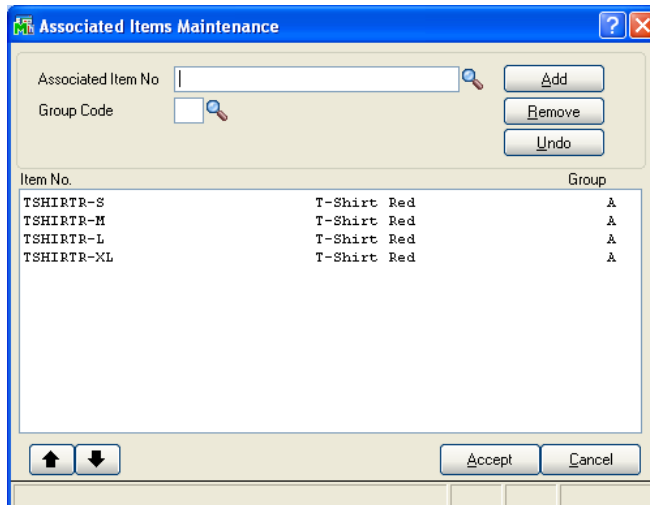 Associated Items Maintenance
Associated Item No
Add
Group Code
Remove
Undo
Item No. Group
TSHIRTR-S T-Shirt Red A
TSHIRTR-M T-Shirt Red A
TSHIRTR-L T-Shirt Red A
TSHIRTR-XL T-Shirt Red A
Accept Cancel